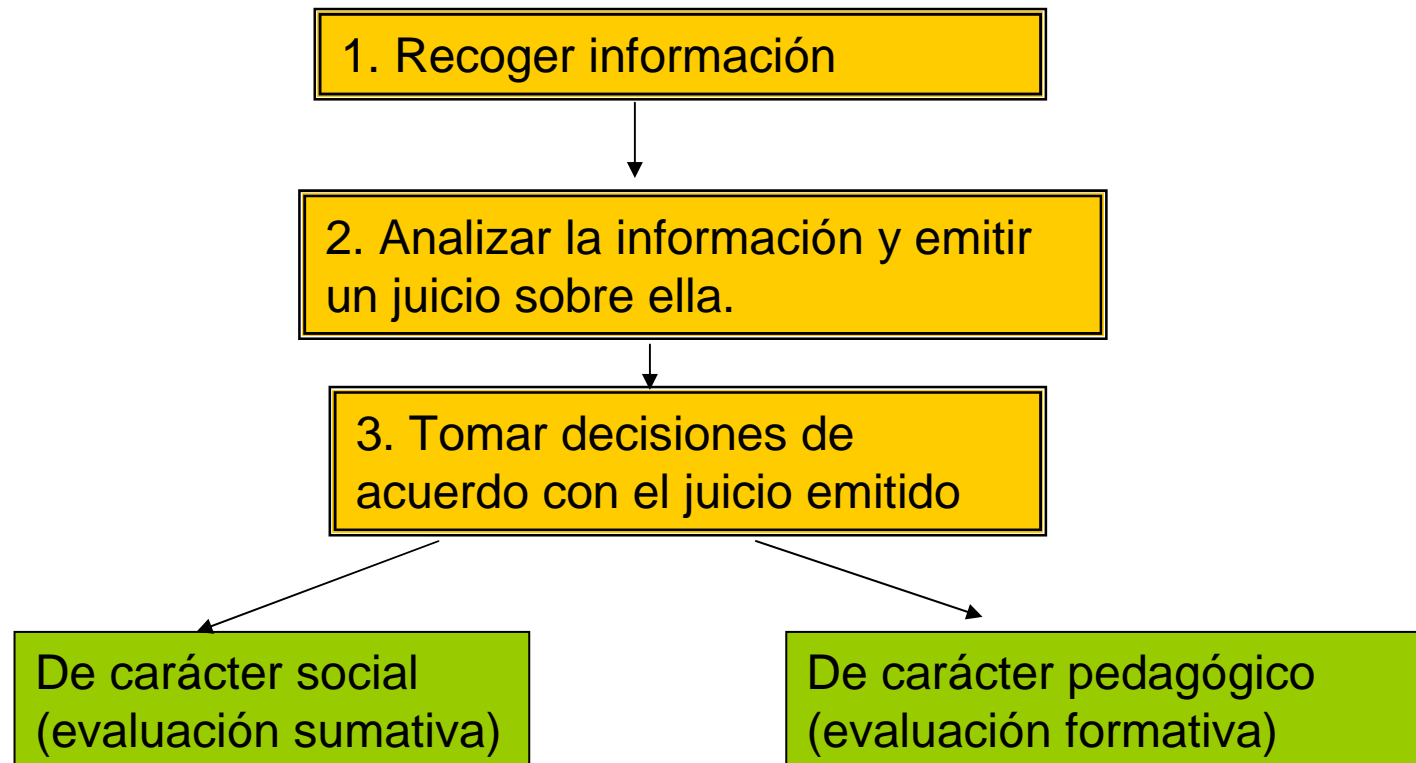 1. Recoger información
2. Analizar la información y emitir
un juicio sobre ella.
3. Tomar decisiones de
acuerdo con el juicio emitido
De carácter social
(evaluación sumativa)
De carácter pedagógico
(evaluación formativa)